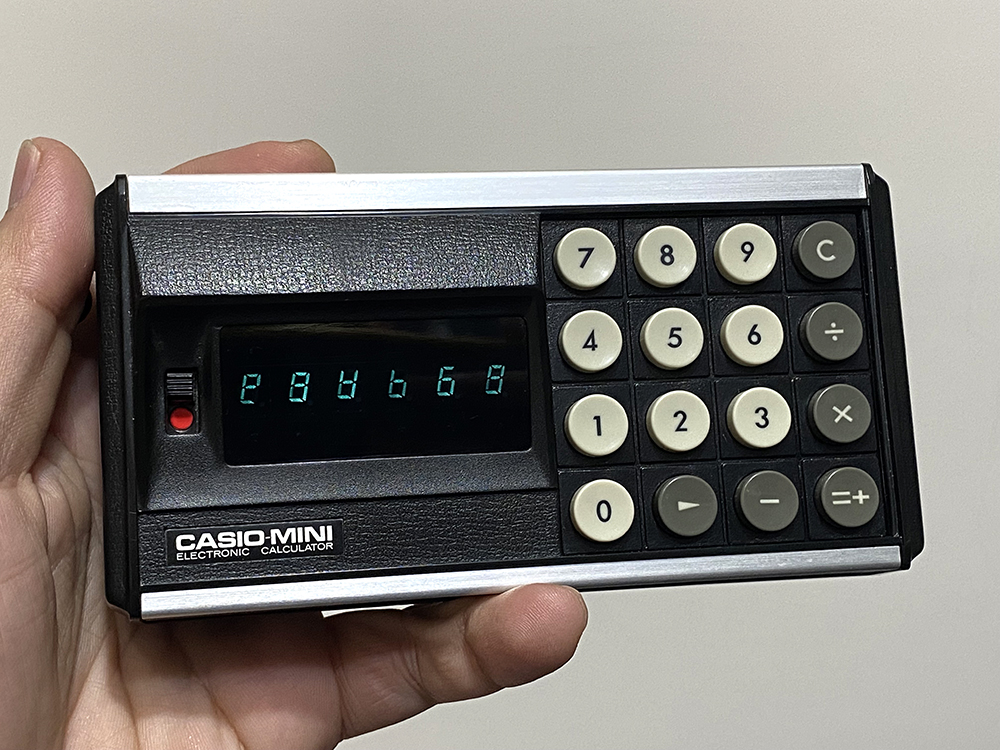 7 8 9 C
4 5 6 ÷
1 2 3 ×
0 ► − =+
CASIO-MINI
ELECTRONIC CALCULATOR